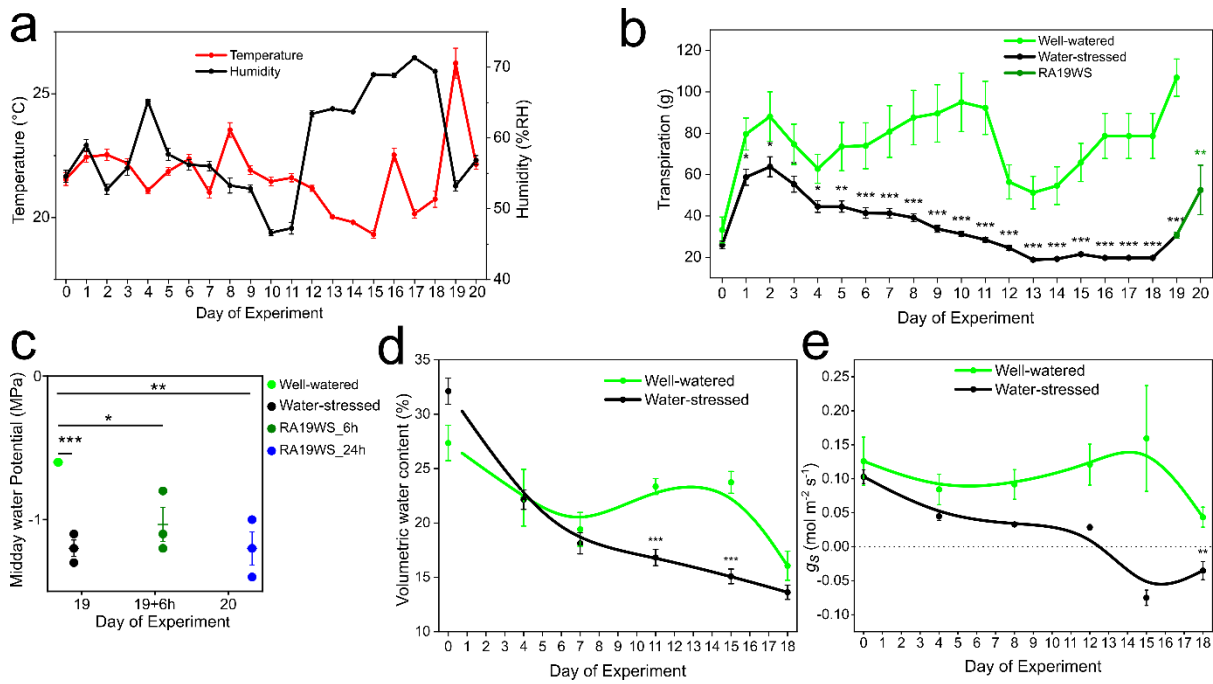 a
Temperature
Humidity
Temperature (°C)
25
20
Humidity (%RH)
70
60
50
40
0 1 2 3 4 5 6 7 8 9 10 11 12 13 14 15 16 17 18 19 20
Day of Experiment
b
Well-watered
Water-stressed
RA19WS
Transpiration (g)
120
100
80
60
40
20
* * ** * ** *** *** *** *** *** *** *** *** *** *** *** *** *** *** **
0 1 2 3 4 5 6 7 8 9 10 11 12 13 14 15 16 17 18 19 20
Day of Experiment
c
Midday water Potential (MPa)
0
-1
**
*
***
19 19+6h 20
Day of Experiment
Well-watered
Water-stressed
RA19WS_6h
RA19WS_24h
d
Well-watered
Water-stressed
Volumetric water content (%)
35
30
25
20
15
10
*** ***
0 1 2 3 4 5 6 7 8 9 10 11 12 13 14 15 16 17 18
Day of Experiment
e
Well-watered
Water-stressed
gs (mol m-2 s-1)
0.25
0.20
0.15
0.10
0.05
0.00
-0.05
-0.10
**
0 1 2 3 4 5 6 7 8 9 10 11 12 13 14 15 16 17 18
Day of Experiment